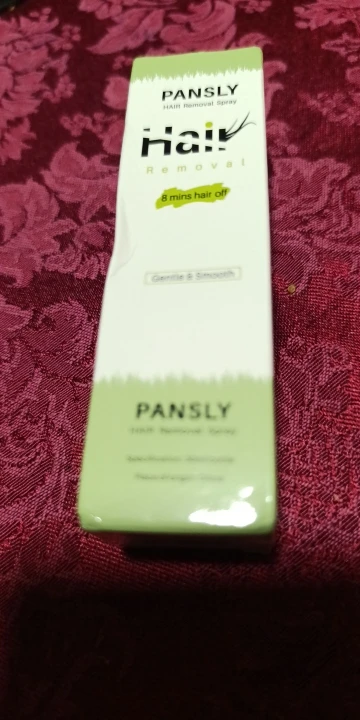 PANSLY
HAIR Removal Spray
Hair
Removal
8 mins hair off
Gentle & Smooth
PANSLY
HAIR Removal Spray